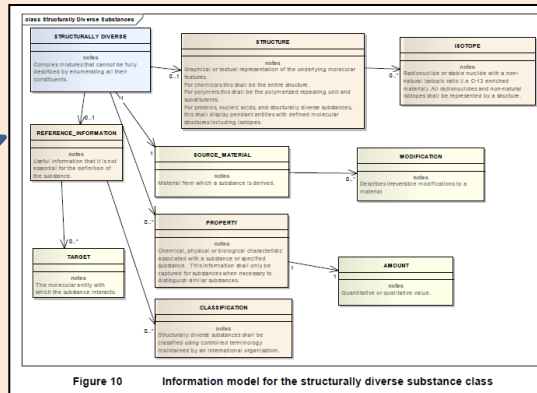 class Structurally Diverse Substances
STRUCTURALLY DIVERSE
notes
Complex mixtures that cannot be fully
described by enumerating all their
constituents.
STRUCTURE
notes
Graphical or textual representation of the underlying molecular
features.
For chemicals this shall be the entire structure.
For polymers this shall be the polymerized repeating unit and
substituents.
For proteins, nucleic acids, and structurally diverse substances,
this shall display pendant entities with defined molecular
structures including isotopes.
ISOTOPE
notes
Radionuclide or stable nuclide with a non-
natural isotopic ratio (i.e C-13 enriched
material). All radionuclides and non-natural
isotopes shall be represented by a structure.
0..1
0..*
1
0..1
REFERENCE_INFORMATION
notes
Useful information that it is not
essential for the definition of
the substance.
1
SOURCE_MATERIAL
notes
Material from which a substance is derived.
0..*
MODIFICATION
notes
Describes irreversible modifications to a
material
0..*
PROPERTY
notes
Chemical, physical or biological characteristic
associated with a substance or specified
substance. This information shall only be
captured for substances when necessary to
distinguish similar substances.
0..*
TARGET
notes
The molecular entity with
which the substance interacts.
1
1
AMOUNT
notes
Quantitative or qualitative value.
0..*
CLASSIFICATION
notes
Structurally diverse substances shall be
classified using controlled terminology
maintained by an international organisation.
Figure 10 Information model for the structurally diverse substance class